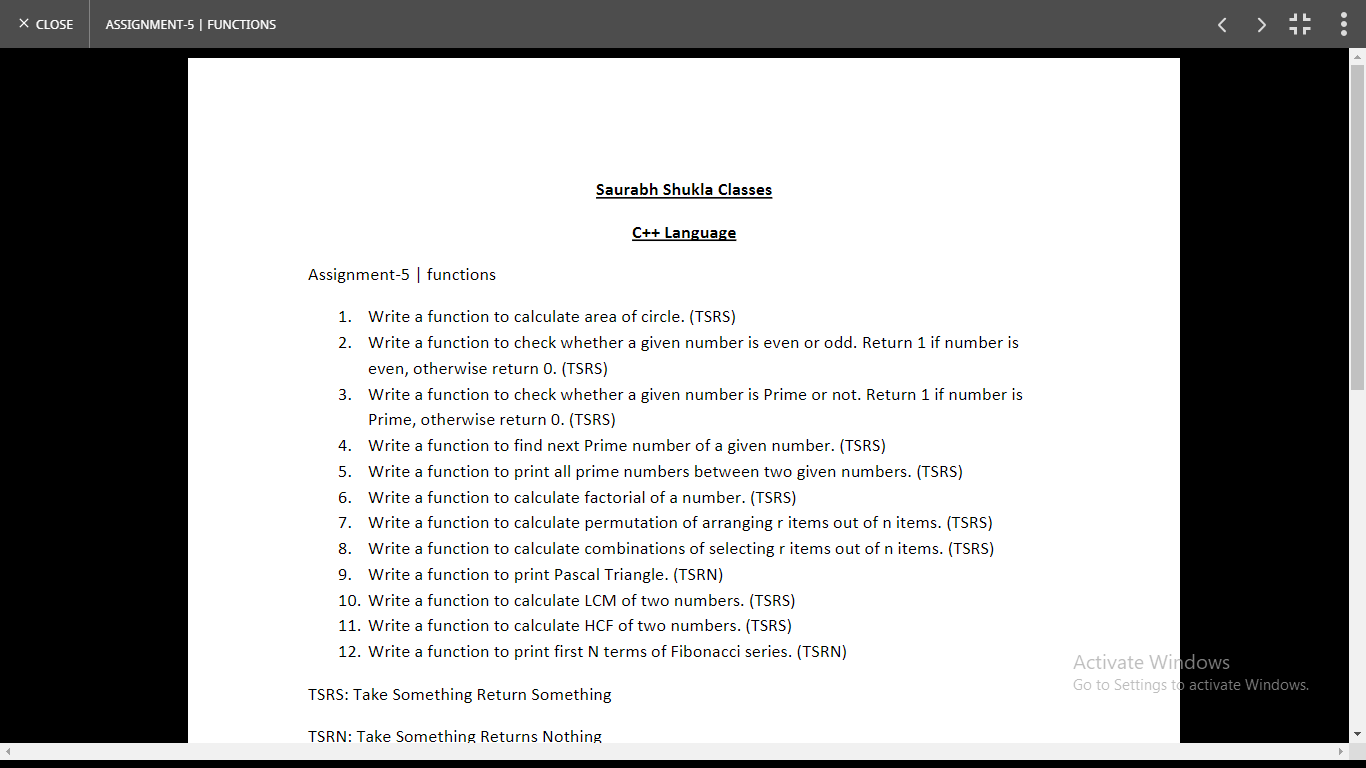 × CLOSE
ASSIGNMENT-5 | FUNCTIONS
Saurabh Shukla Classes
C++ Language
Assignment-5 | functions
1. Write a function to calculate area of circle. (TSRS)
2. Write a function to check whether a given number is even or odd. Return 1 if number is
even, otherwise return 0. (TSRS)
3. Write a function to check whether a given number is Prime or not. Return 1 if number is
Prime, otherwise return 0. (TSRS)
4. Write a function to find next Prime number of a given number. (TSRS)
5. Write a function to print all prime numbers between two given numbers. (TSRS)
6. Write a function to calculate factorial of a number. (TSRS)
7. Write a function to calculate permutation of arranging r items out of n items. (TSRS)
8. Write a function to calculate combinations of selecting r items out of n items. (TSRS)
9. Write a function to print Pascal Triangle. (TSRN)
10. Write a function to calculate LCM of two numbers. (TSRS)
11. Write a function to calculate HCF of two numbers. (TSRS)
12. Write a function to print first N terms of Fibonacci series. (TSRN)
TSRS: Take Something Return Something
TSRN: Take Something Returns Nothing
Activate Windows
Go to Settings to activate Windows.